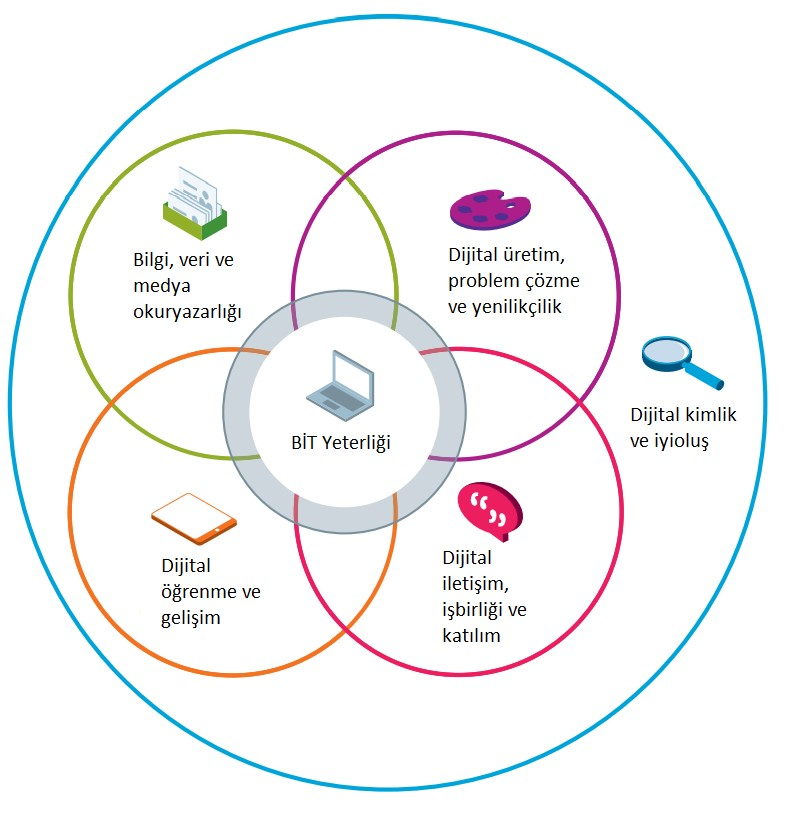 Bilgi, veri ve
medya
okuryazarlığı
Dijital üretim,
problem çözme
ve yenilikçilik
Dijital kimlik
ve iyioluş
BİT Yeterliği
Dijital
öğrenme ve
gelişim
Dijital
iletişim,
işbirliği ve
katılım